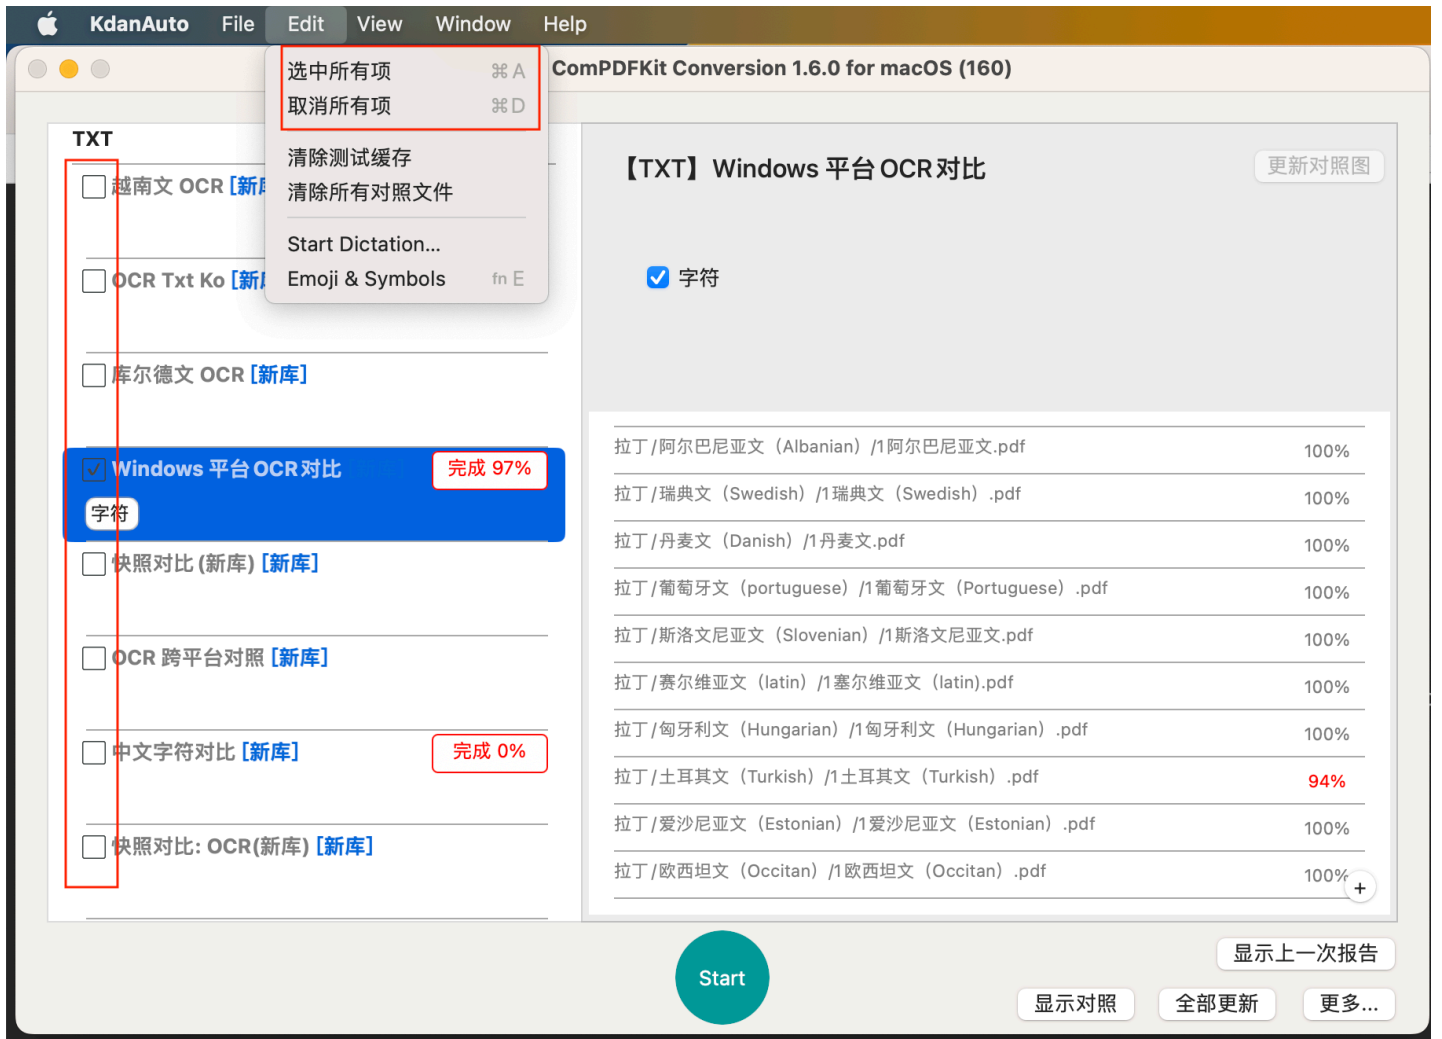 KdanAuto File Edit View Window Help
选中所有项 ⌘A
取消所有项 ⌘D
清除测试缓存
清除所有对照文件
Start Dictation...
Emoji & Symbols fn E
ComPDFKit Conversion 1.6.0 for macOS (160)
TXT
越南文 OCR [新库
OCR Txt Ko [新库
库尔德文 OCR [新库]
Windows 平台OCR对比 完成 97%
字符
快照对比(新库) [新库]
OCR 跨平台对照 [新库]
中文字符对比 [新库] 完成 0%
快照对比: OCR(新库) [新库]
【TXT】Windows 平台OCR对比 更新对照图
字符
拉丁/阿尔巴尼亚文（Albanian）/1阿尔巴尼亚文.pdf 100%
拉丁/瑞典文（Swedish）/1瑞典文（Swedish）.pdf 100%
拉丁/丹麦文（Danish）/1丹麦文.pdf 100%
拉丁/葡萄牙文（portuguese）/1葡萄牙文（Portuguese）.pdf 100%
拉丁/斯洛文尼亚文（Slovenian）/1斯洛文尼亚文.pdf 100%
拉丁/赛尔维亚文（latin）/1塞尔维亚文（latin).pdf 100%
拉丁/匈牙利文（Hungarian）/1匈牙利文（Hungarian）.pdf 100%
拉丁/土耳其文（Turkish）/1土耳其文（Turkish）.pdf 94%
拉丁/爱沙尼亚文（Estonian）/1爱沙尼亚文（Estonian）.pdf 100%
拉丁/欧西坦文（Occitan）/1欧西坦文（Occitan）.pdf 100%
+
Start
显示上一次报告
显示对照 全部更新 更多...